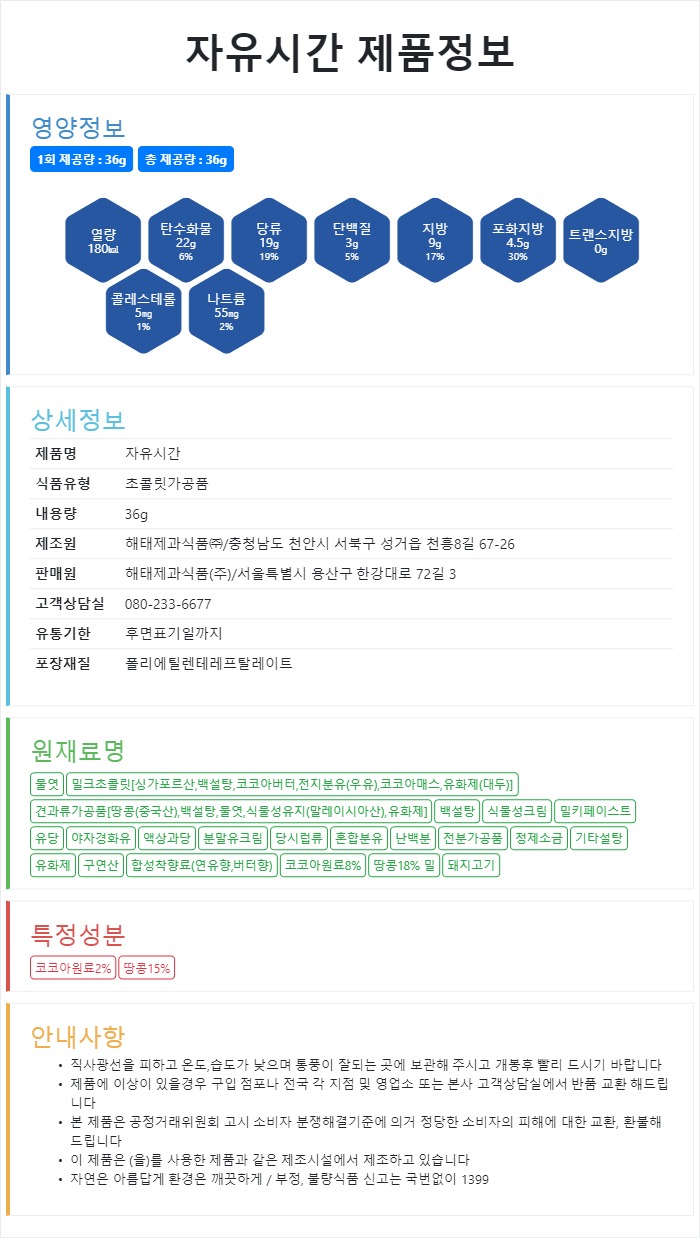 자유시간 제품정보
영양정보
1회 제공량 : 36g 총 제공량 : 36g
열량 탄수화물 당류 단백질 지방 포화지방 트랜스지방
180㎉ 22g 19g 3g 9g 4.5g 0g
6% 19% 5% 17% 30%
콜레스테롤 나트륨
5㎎ 55㎎
1% 2%
상세정보
제품명 자유시간
식품유형 초콜릿가공품
내용량 36g
제조원 해태제과식품㈜/충청남도 천안시 서북구 성거읍 천흥8길 67-26
판매원 해태제과식품(주)/서울특별시 용산구 한강대로 72길 3
고객상담실 080-233-6677
유통기한 후면표기일까지
포장재질 폴리에틸렌테레프탈레이트
원재료명
물엿 밀크초콜릿[싱가포르산,백설탕,코코아버터,전지분유(우유),코코아매스,유화제(대두)]
견과류가공품[땅콩(중국산),백설탕,물엿,식물성유지(말레이시아산),유화제] 백설탕 식물성크림 밀키페이스트
유당 야자경화유 액상과당 분말유크림 당시럽류 혼합분유 난백분 전분가공품 정제소금 기타설탕
유화제 구연산 합성착향료(연유향,버터향) 코코아원료8% 땅콩18% 밀 돼지고기
특정성분
코코아원료2% 땅콩15%
안내사항
• 직사광선을 피하고 온도,습도가 낮으며 통풍이 잘되는 곳에 보관해 주시고 개봉후 빨리 드시기 바랍니다
• 제품에 이상이 있을경우 구입 점포나 전국 각 지점 및 영업소 또는 본사 고객상담실에서 반품 교환 해드립
니다
• 본 제품은 공정거래위원회 고시 소비자 분쟁해결기준에 의거 정당한 소비자의 피해에 대한 교환, 환불해
드립니다
• 이 제품은 (을)를 사용한 제품과 같은 제조시설에서 제조하고 있습니다
• 자연은 아름답게 환경은 깨끗하게 / 부정, 불량식품 신고는 국번없이 1399